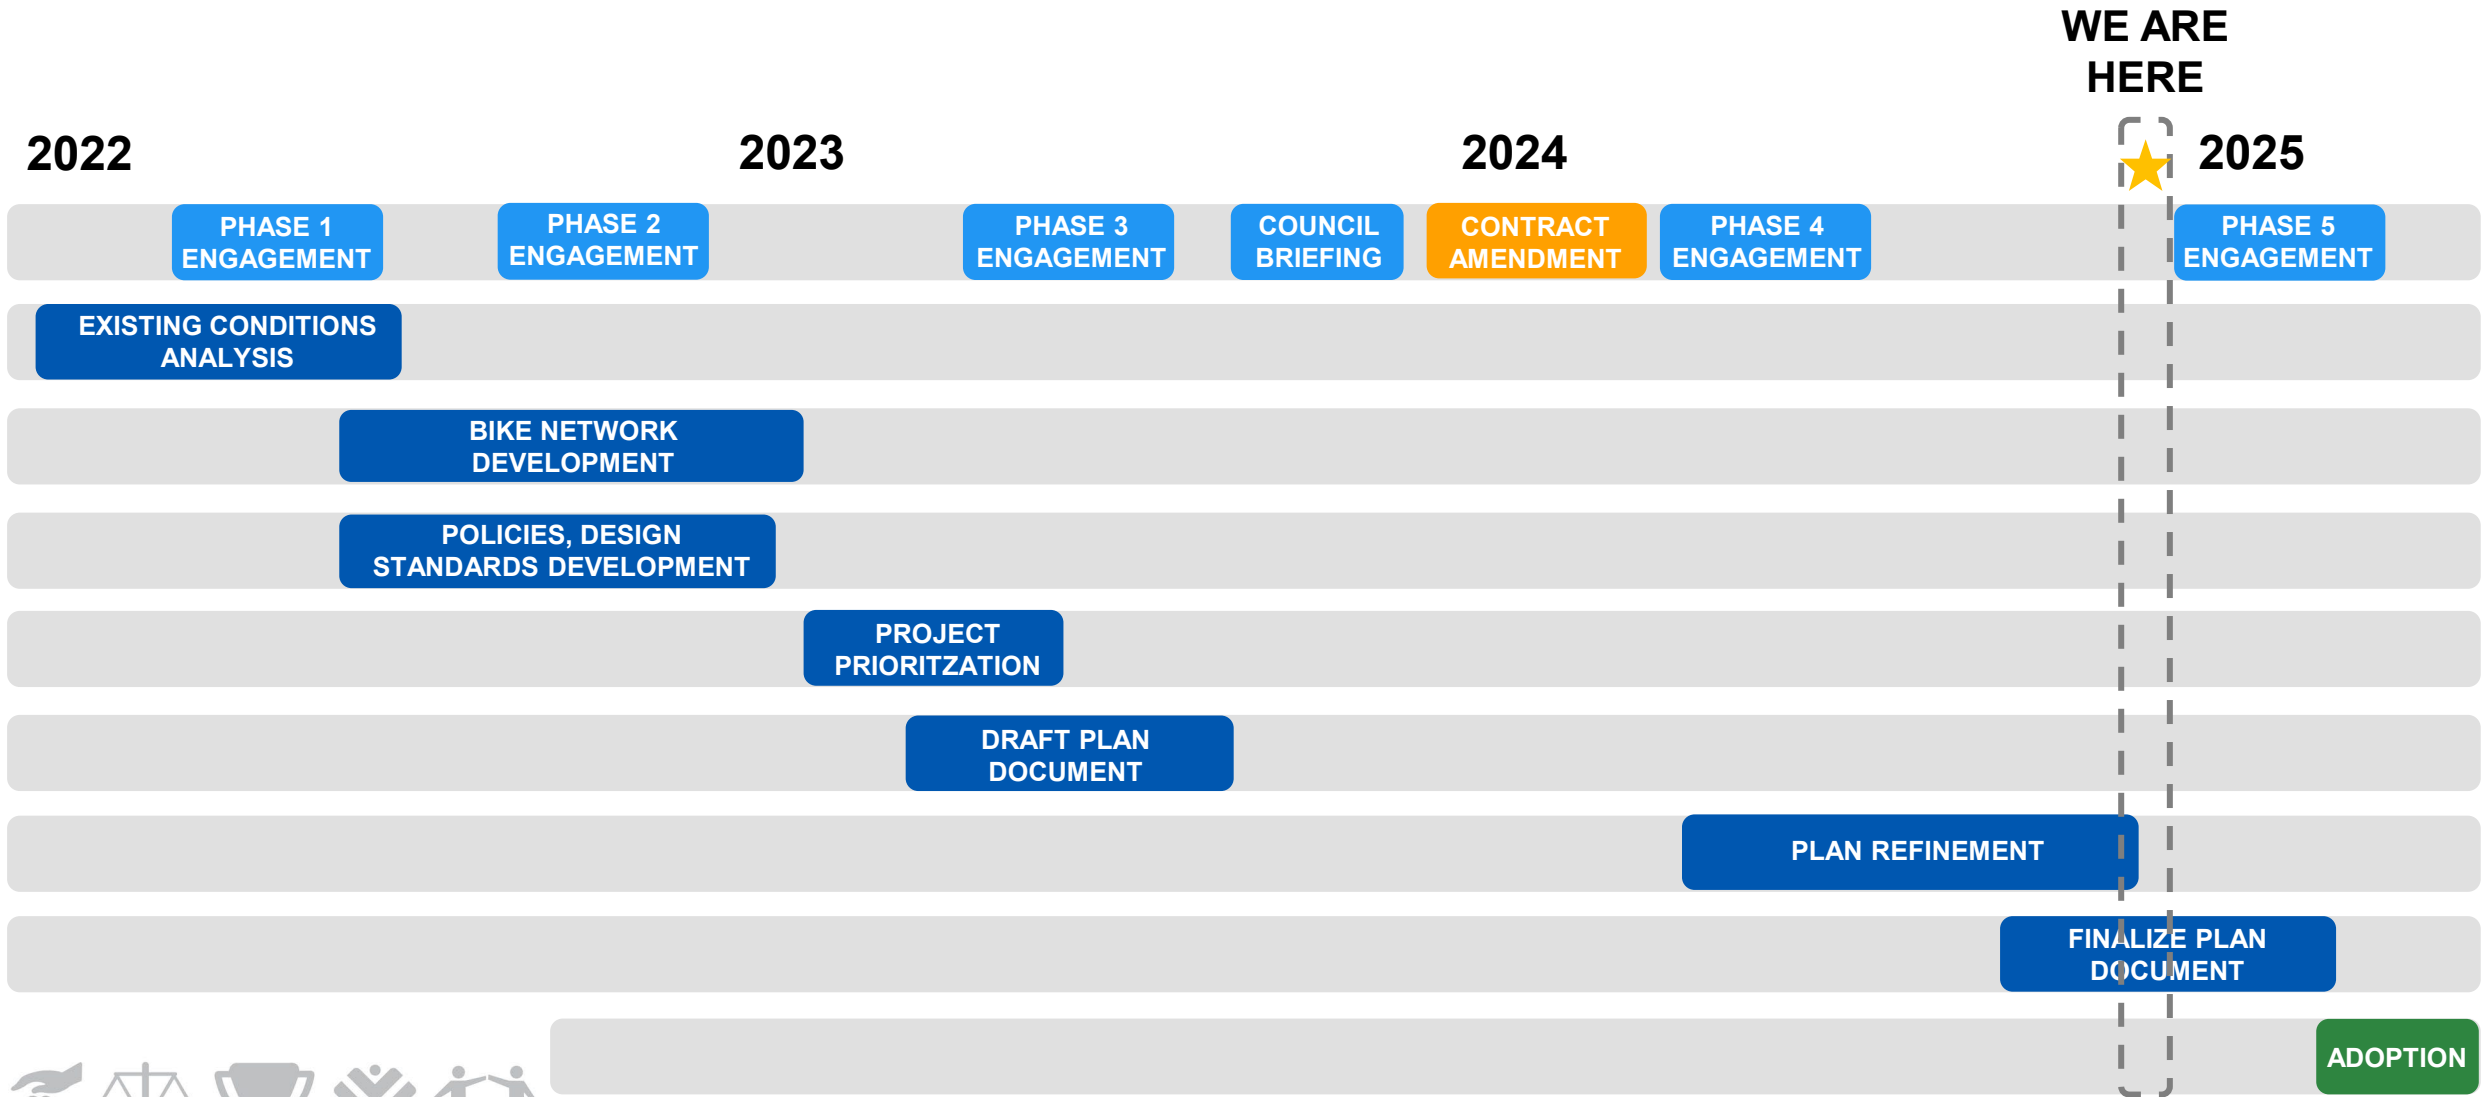 WE ARE
HERE
2022
2023
2024
2025
PHASE 1
ENGAGEMENT
PHASE 2
ENGAGEMENT
PHASE 3
ENGAGEMENT
COUNCIL
BRIEFING
CONTRACT
AMENDMENT
PHASE 4
ENGAGEMENT
PHASE 5
ENGAGEMENT
EXISTING CONDITIONS
ANALYSIS
BIKE NETWORK
DEVELOPMENT
POLICIES, DESIGN
STANDARDS DEVELOPMENT
PROJECT
PRIORITZATION
DRAFT PLAN
DOCUMENT
PLAN REFINEMENT
FINALIZE PLAN
DOCUMENT
ADOPTION